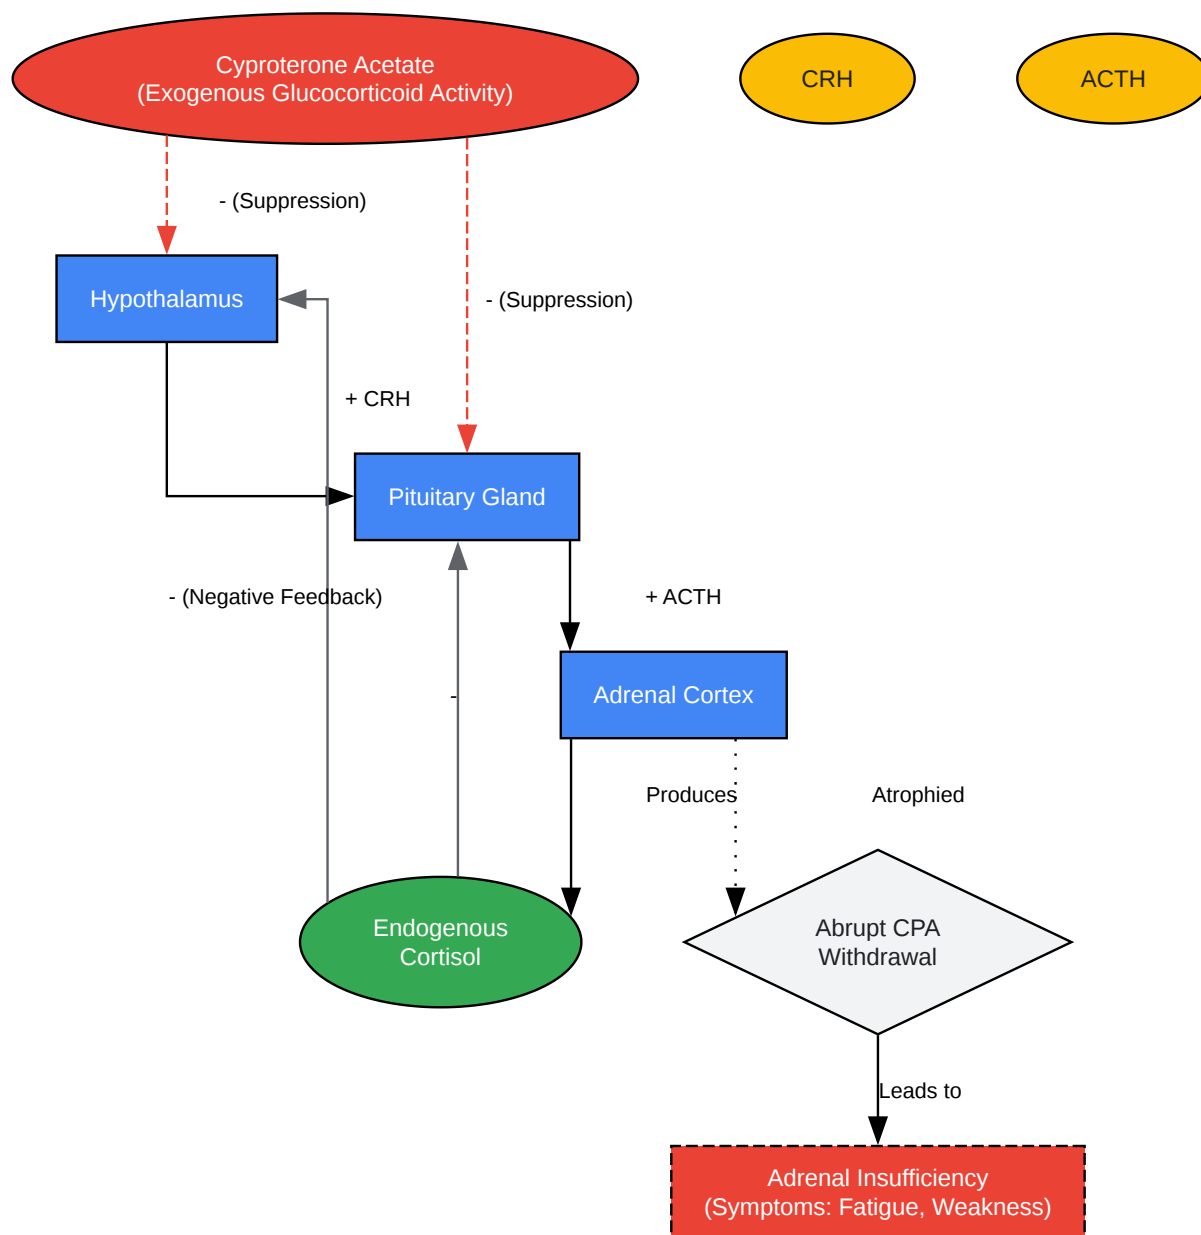 Cyproterone Acetate
(Exogenous Glucocorticoid Activity)
CRH
ACTH
- (Suppression)
Hypothalamus
- (Suppression)
+ CRH
Pituitary Gland
- (Negative Feedback)
+ ACTH
-
Adrenal Cortex
Produces
Atrophied
Endogenous
Cortisol
Abrupt CPA
Withdrawal
Leads to
Adrenal Insufficiency
(Symptoms: Fatigue, Weakness)